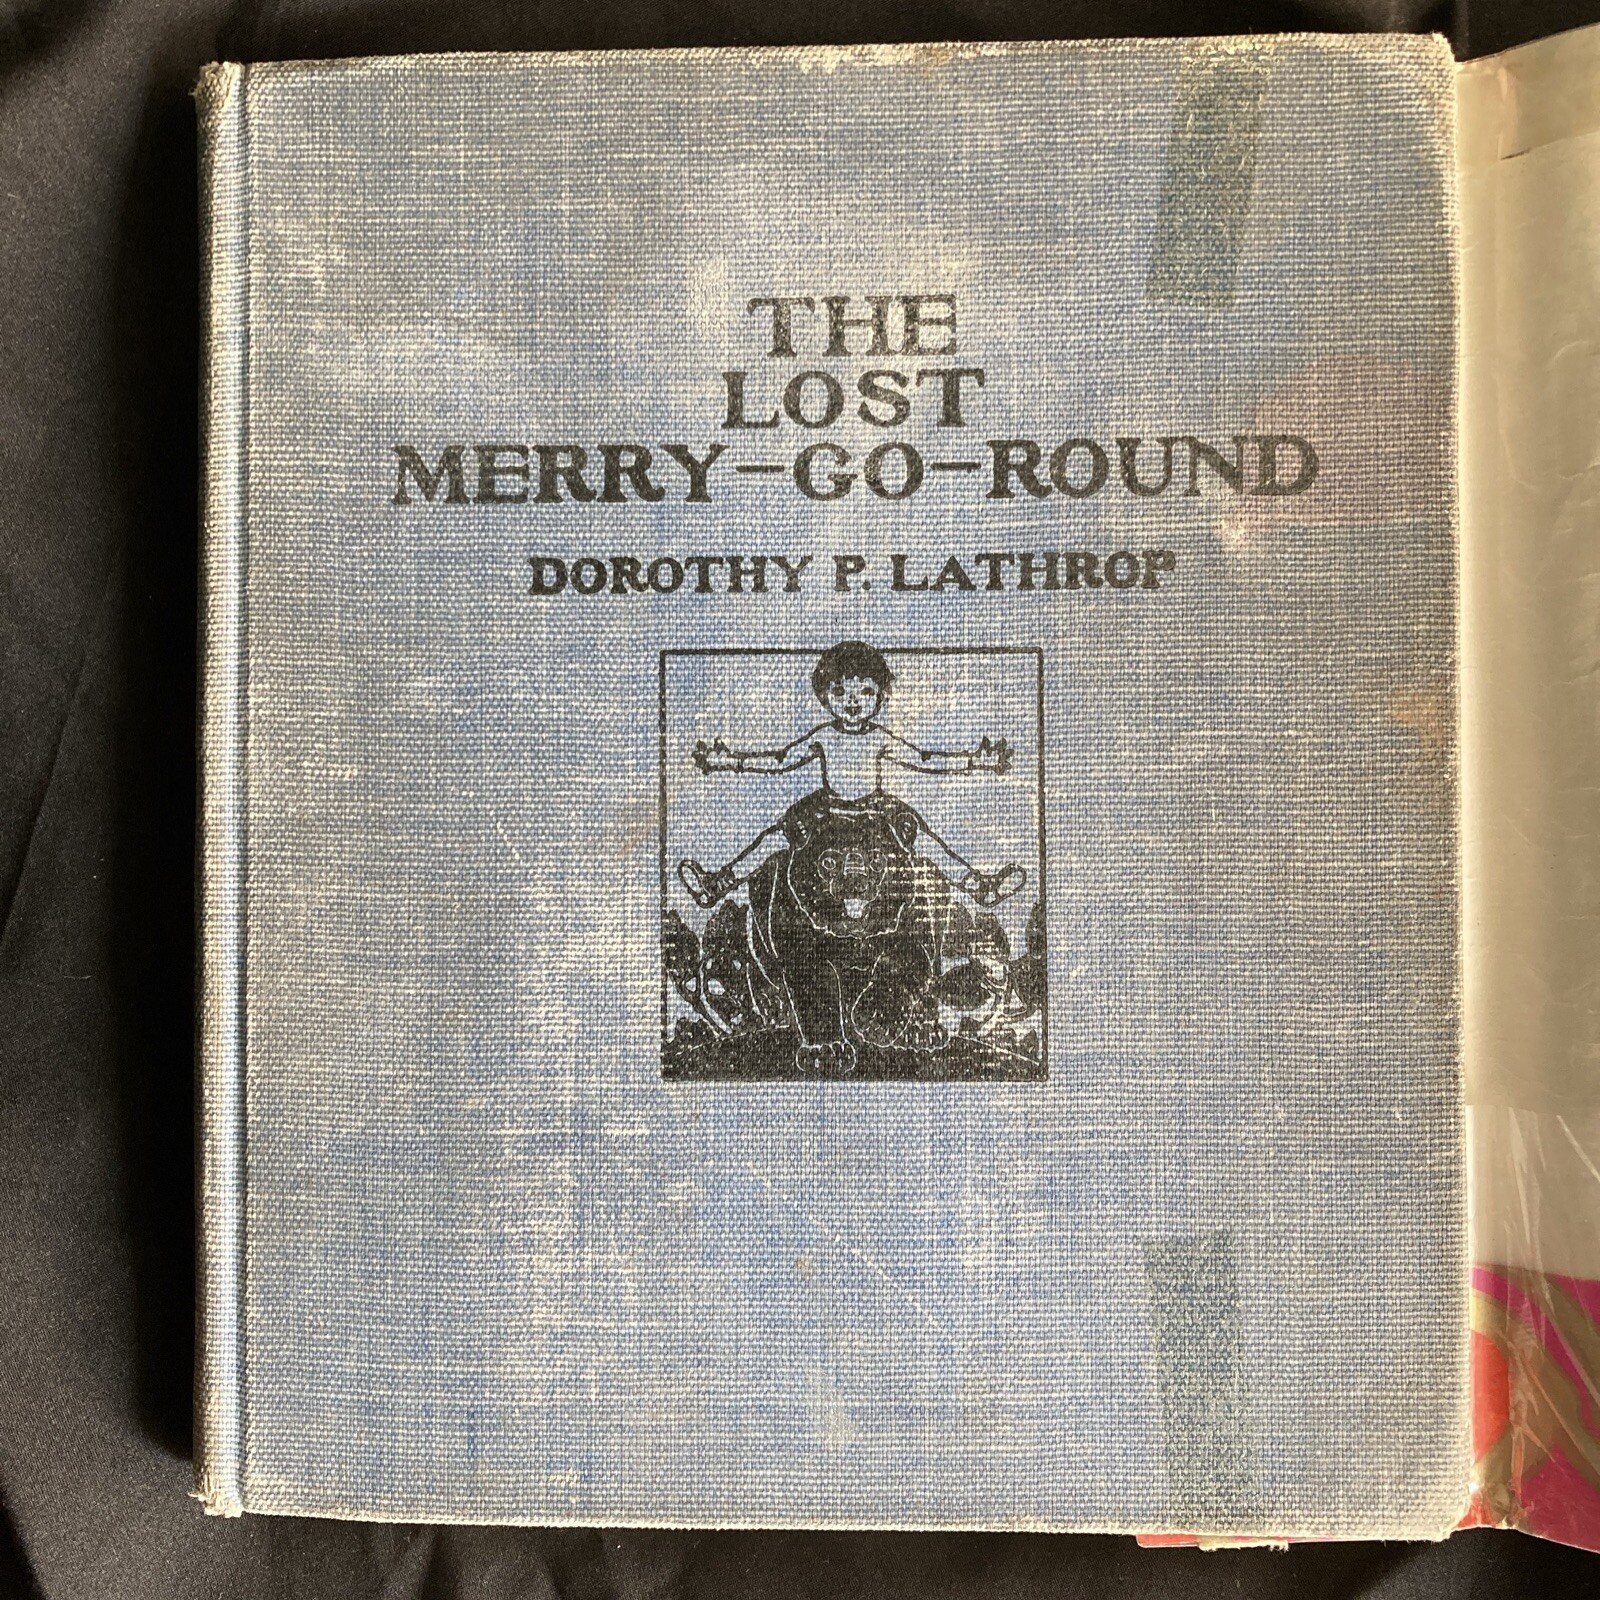 THE
LOST
MERRY-GO-ROUND
DOROTHY P. LATHROP